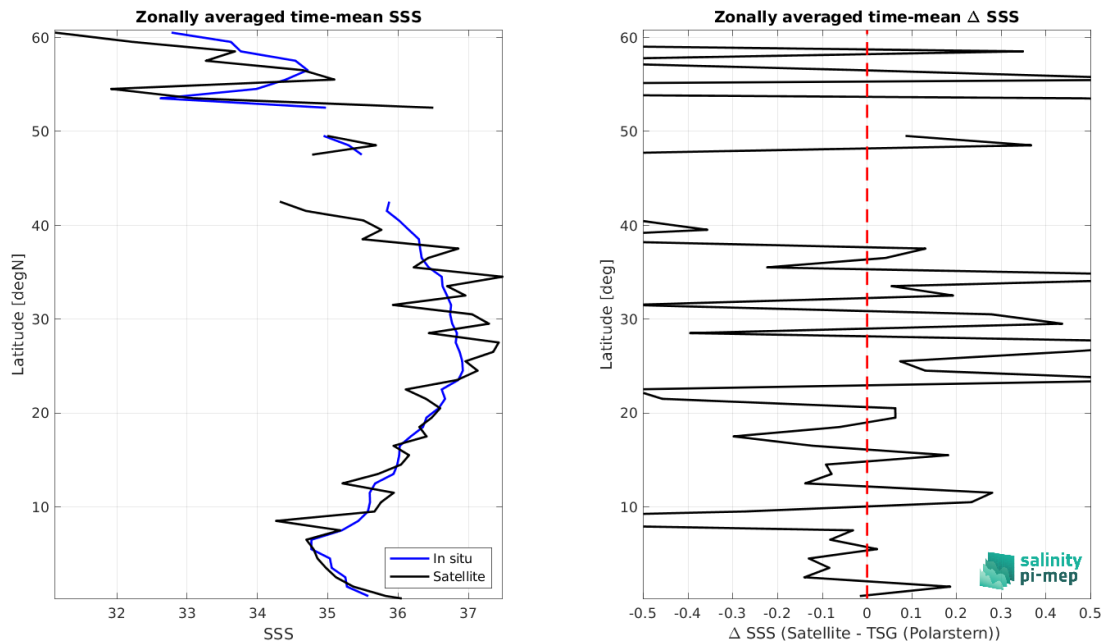 Zonally averaged time-mean SSS
60
50
40
30
20
10
Latitude [degN]
32
33
34
35
36
37
SSS
In situ
Satellite
Zonally averaged time-mean Δ SSS
60
50
40
30
20
10
Latitude [deg]
-0.5
-0.4
-0.3
-0.2
-0.1
0
0.1
0.2
0.3
0.4
0.5
Δ SSS (Satellite - TSG (Polarstern))
salinity
pi-mep